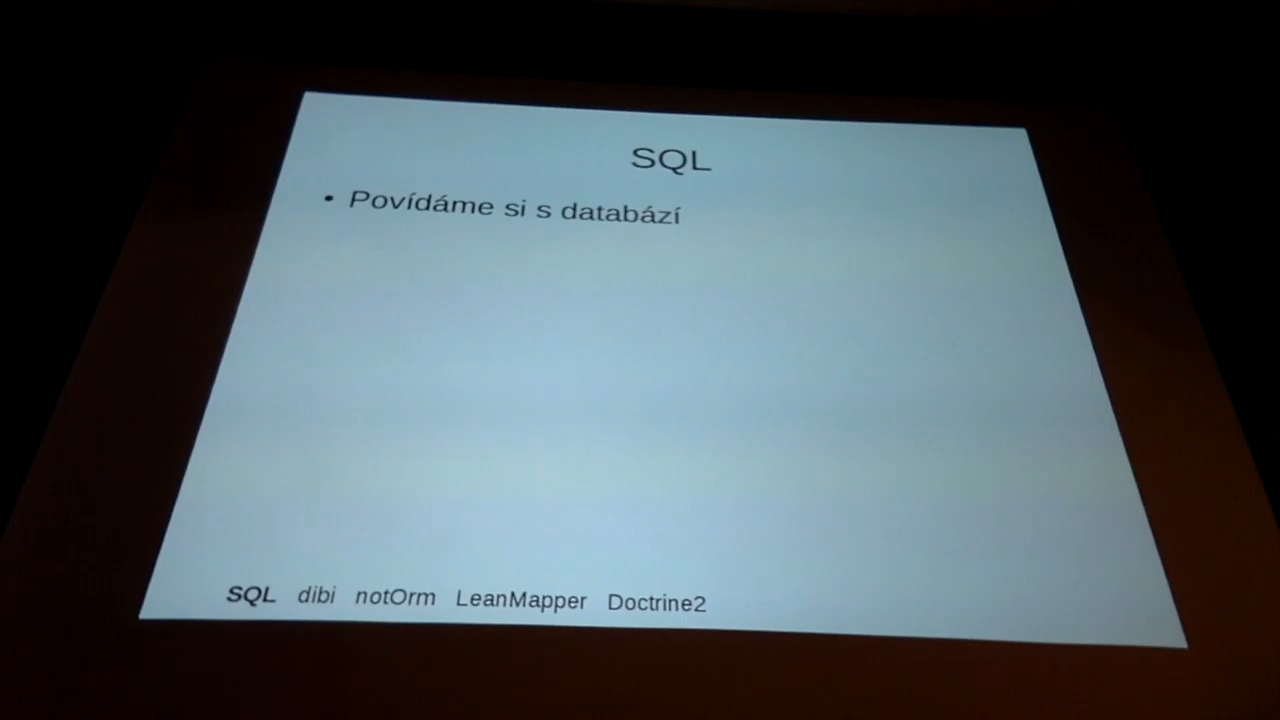 SQL
• Povídáme si s databází
SQL dibi notOrm LeanMapper Doctrine2